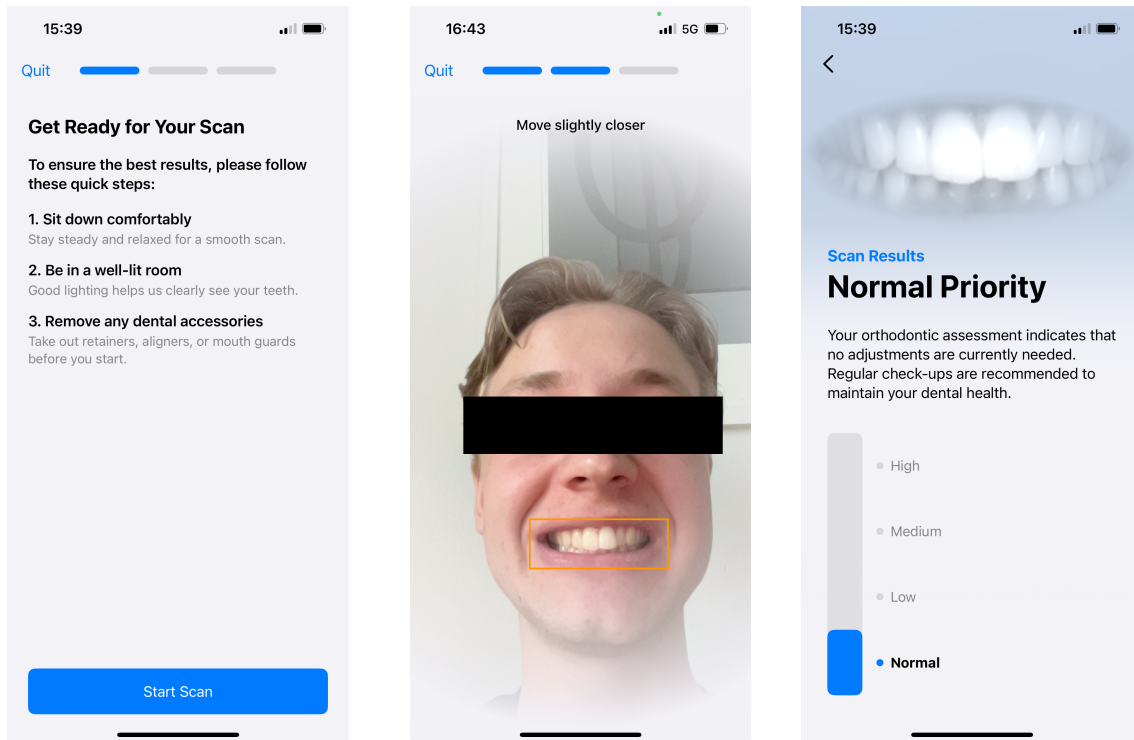 15:39
Quit
Get Ready for Your Scan
To ensure the best results, please follow
these quick steps:
1. Sit down comfortably
Stay steady and relaxed for a smooth scan.
2. Be in a well-lit room
Good lighting helps us clearly see your teeth.
3. Remove any dental accessories
Take out retainers, aligners, or mouth guards
before you start.
Start Scan
16:43
5G
Quit
Move slightly closer
15:39
Scan Results
Normal Priority
Your orthodontic assessment indicates that
no adjustments are currently needed.
Regular check-ups are recommended to
maintain your dental health.
High
Medium
Low
Normal